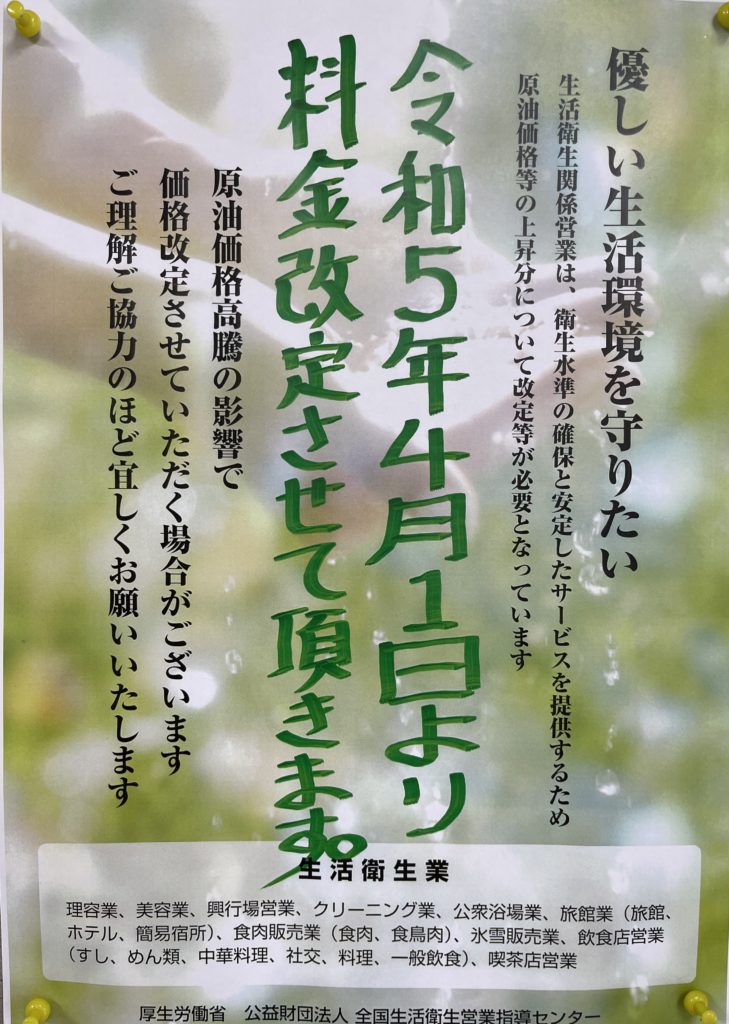 優しい生活環境を守りたい
生活衛生関係営業は、衛生水準の確保と安定したサービスを提供するため
原油価格等の上昇分について改定等が必要となっています
令和5年4月1日より
料金改定させて頂きます。
原油価格高騰の影響で
価格改定させていただく場合がございます
ご理解ご協力のほど宜しくお願いいたします
生活衛生業
理容業、美容業、興行場営業、クリーニング業、公衆浴場業、旅館業（旅館、
ホテル、簡易宿所）、食肉販売業（食肉、食鳥肉）、氷雪販売業、飲食店営業
（すし、めん類、中華料理、社交、料理、一般飲食）、喫茶店営業
厚生労働省　公益財団法人 全国生活衛生営業指導センター